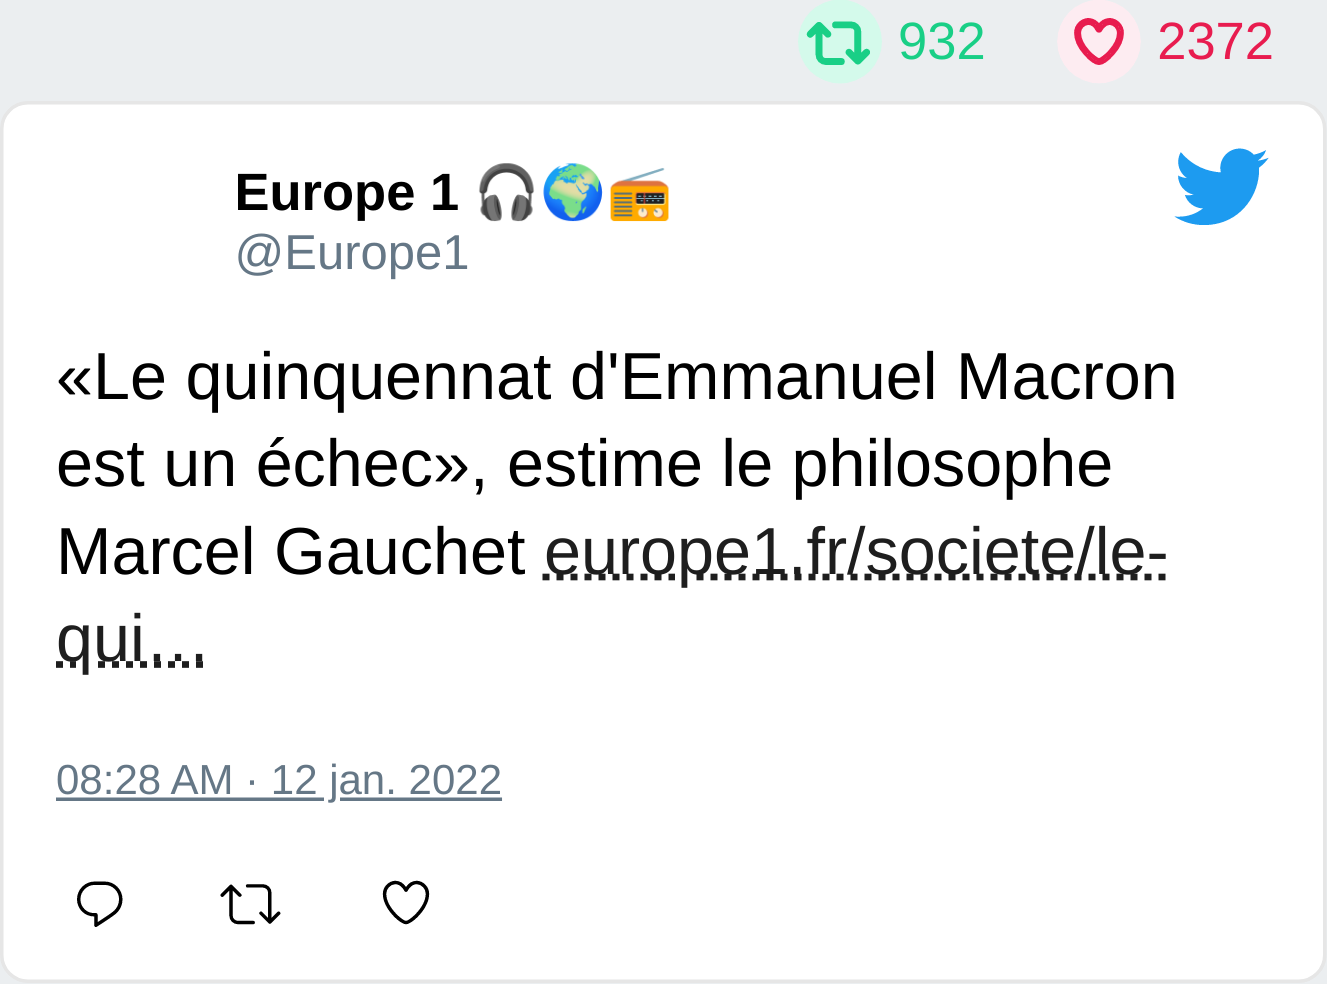 932 2372
Europe 1 🎧🌍📻
@Europe1
«Le quinquennat d'Emmanuel Macron
est un échec», estime le philosophe
Marcel Gauchet europe1.fr/societe/le-
qui…
08:28 AM · 12 jan. 2022